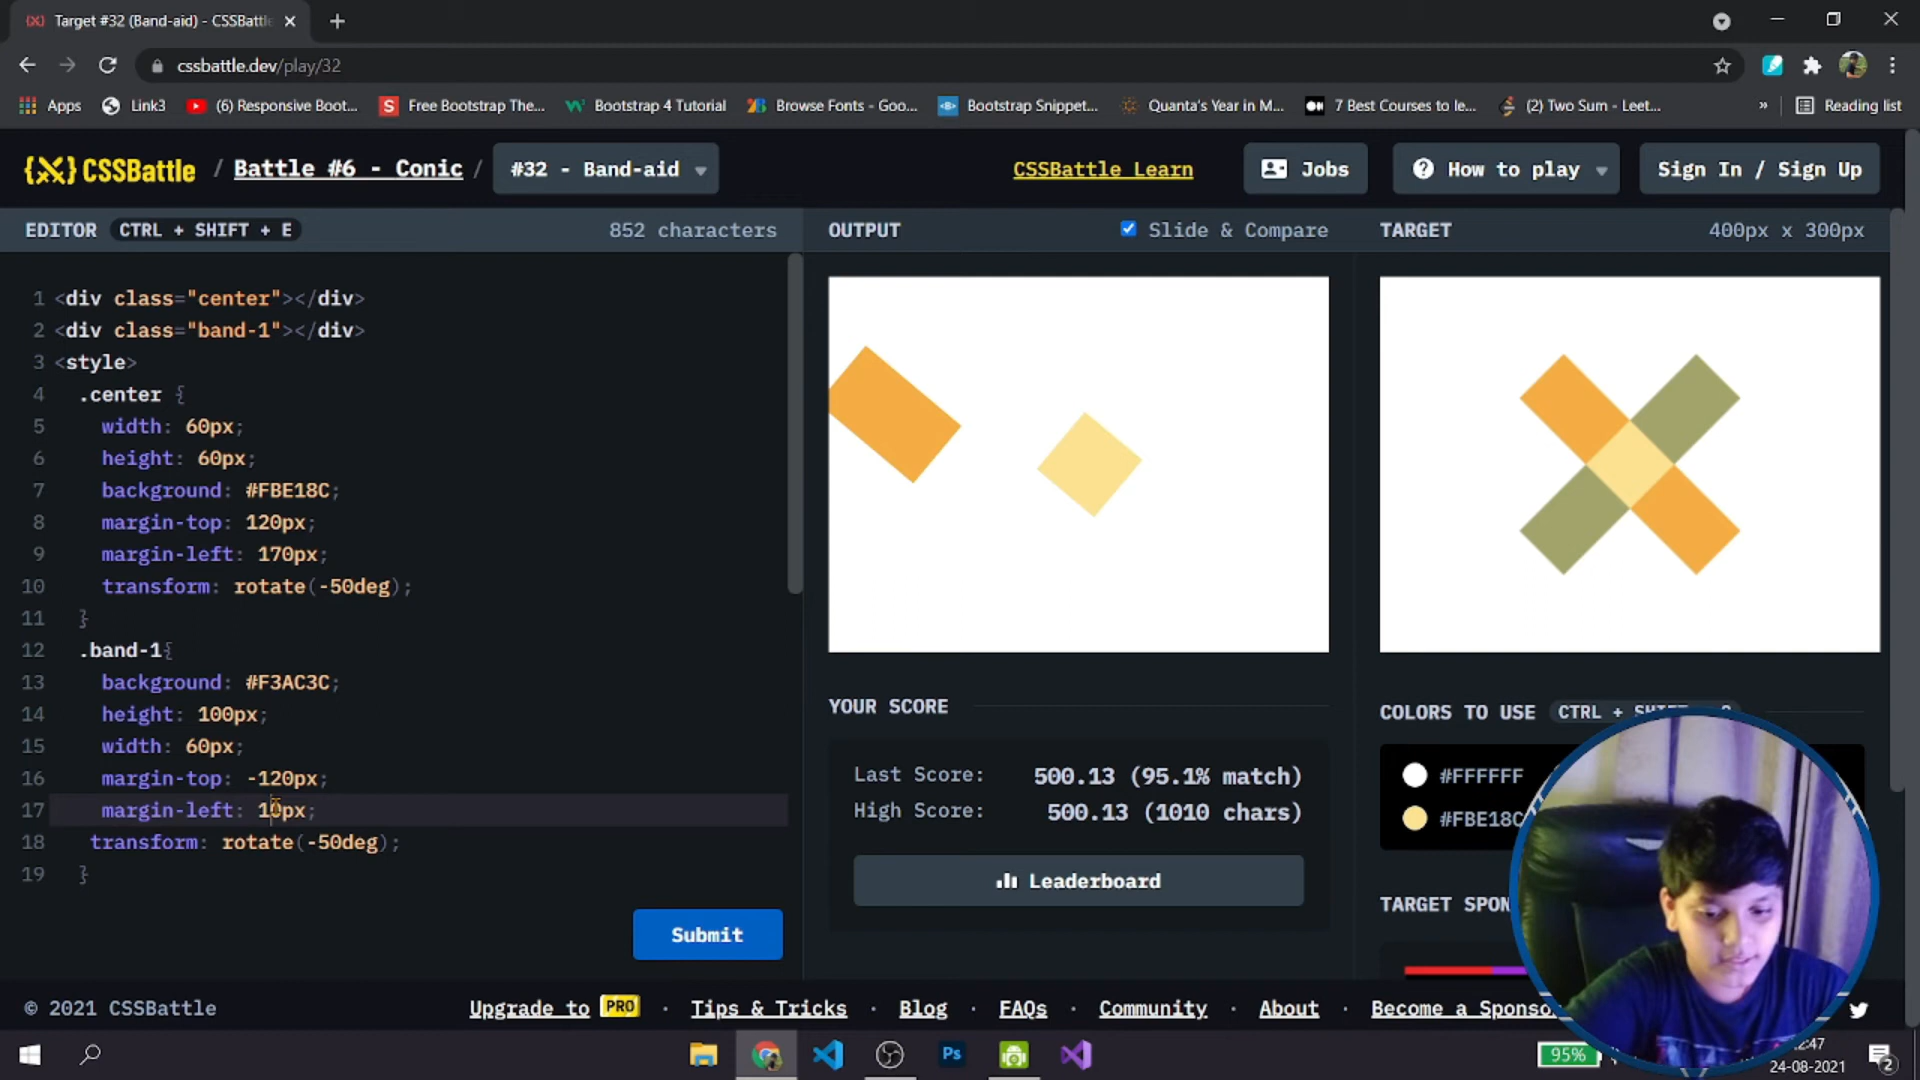 Target #32 (Band-aid) - CSSBattle
cssbattle.dev/play/32
Apps
Link3
(6) Responsive Boot...
Free Bootstrap The...
Bootstrap 4 Tutorial
Browse Fonts - Goo...
Bootstrap Snippet...
Quanta's Year in M...
7 Best Courses to le...
(2) Two Sum - Leet...
»
Reading list
{X} CSSBattle / Battle #6 - Conic / #32 - Band-aid
CSSBattle Learn
Jobs
How to play
Sign In / Sign Up
EDITOR CTRL + SHIFT + E 852 characters
OUTPUT Slide & Compare
TARGET 400px x 300px
1 <div class="center"></div>
2 <div class="band-1"></div>
3 <style>
4 .center {
5 width: 60px;
6 height: 60px;
7 background: #FBE18C;
8 margin-top: 120px;
9 margin-left: 170px;
10 transform: rotate(-50deg);
11 }
12 .band-1{
13 background: #F3AC3C;
14 height: 100px;
15 width: 60px;
16 margin-top: -120px;
17 margin-left: 10px;
18 transform: rotate(-50deg);
19 }
Submit
YOUR SCORE
Last Score: 500.13 (95.1% match)
High Score: 500.13 (1010 chars)
Leaderboard
COLORS TO USE CTRL + SHIFT
#FFFFFF
#FBE18C
TARGET
© 2021 CSSBattle
Upgrade to PRO · Tips & Tricks · Blog · FAQs · Community · About · Become a
Ps
95%
24-08-2021
2